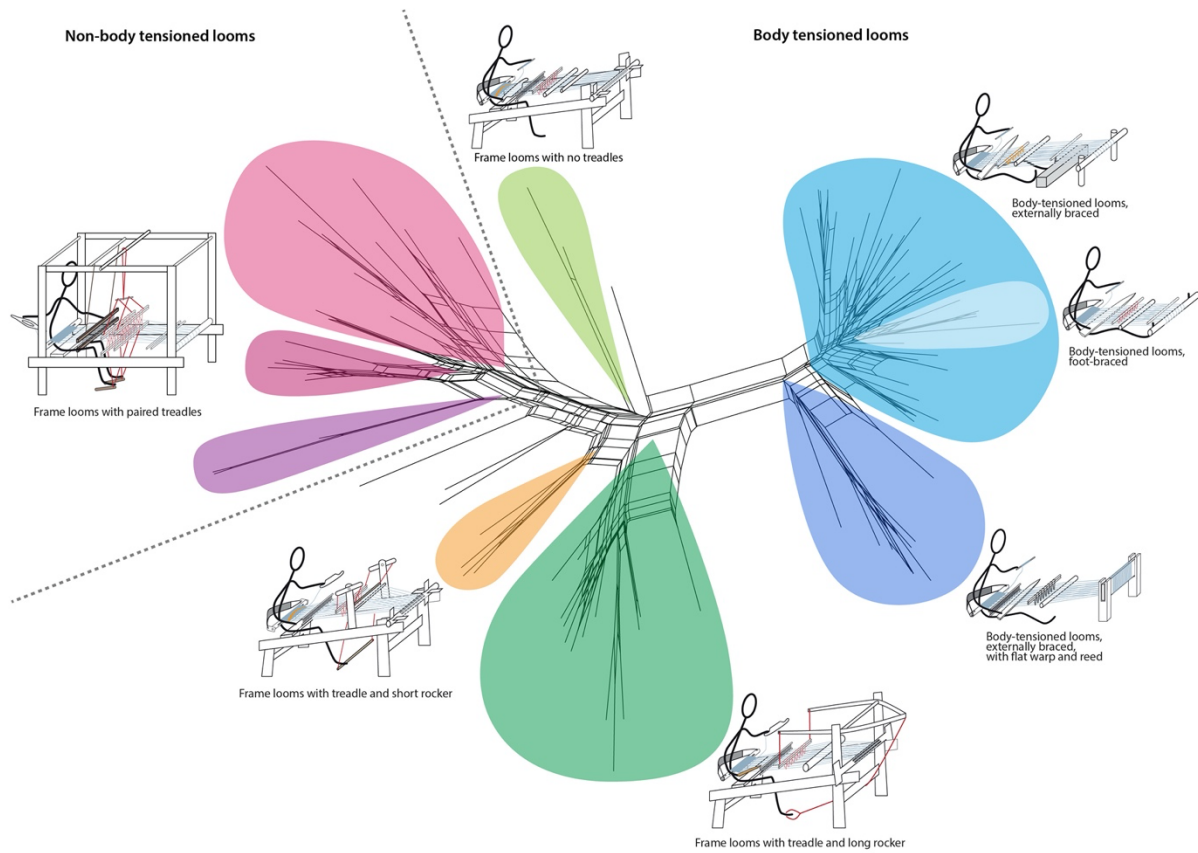 Non-body tensioned looms
Body tensioned looms
Frame looms with no treadles
Body-tensioned looms,
externally braced
Body-tensioned looms,
foot-braced
Frame looms with paired treadles
Body-tensioned looms,
externally braced,
with flat warp and reed
Frame looms with treadle and short rocker
Frame looms with treadle and long rocker